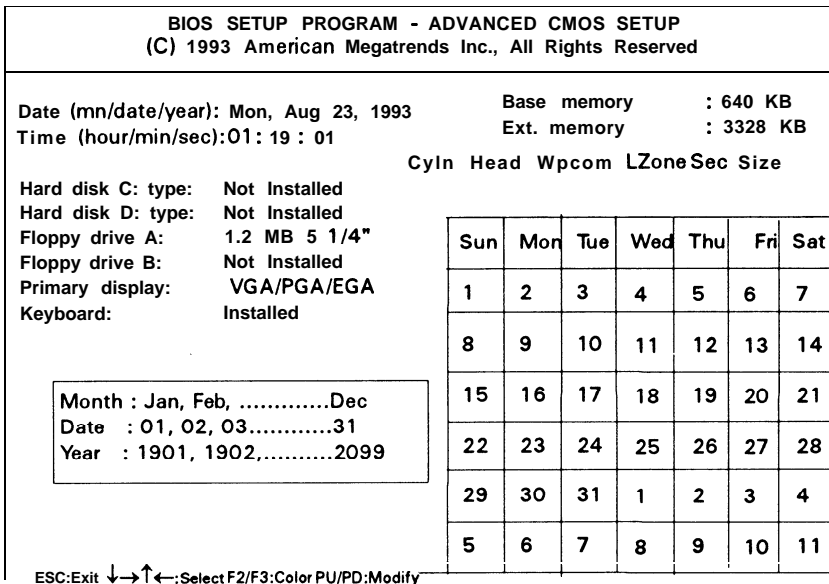 BIOS SETUP PROGRAM - ADVANCED CMOS SETUP
(C) 1993 American Megatrends Inc., All Rights Reserved
Date (mn/date/year): Mon, Aug 23, 1993
Time (hour/min/sec):01: 19 : 01
Base memory : 640 KB
Ext. memory : 3328 KB
Cyln Head Wpcom LZone Sec Size
Hard disk C: type: Not Installed
Hard disk D: type: Not Installed
Floppy drive A: 1.2 MB 5 1/4"
Floppy drive B: Not Installed
Primary display: VGA/PGA/EGA
Keyboard: Installed
Sun Mon Tue Wed Thu Fri Sat
1 2 3 4 5 6 7
8 9 10 11 12 13 14
15 16 17 18 19 20 21
22 23 24 25 26 27 28
29 30 31 1 2 3 4
5 6 7 8 9 10 11
Month : Jan, Feb, .............Dec
Date : 01, 02, 03............31
Year : 1901, 1902,..........2099
ESC:Exit ↓→↑←:Select F2/F3:Color PU/PD:Modify